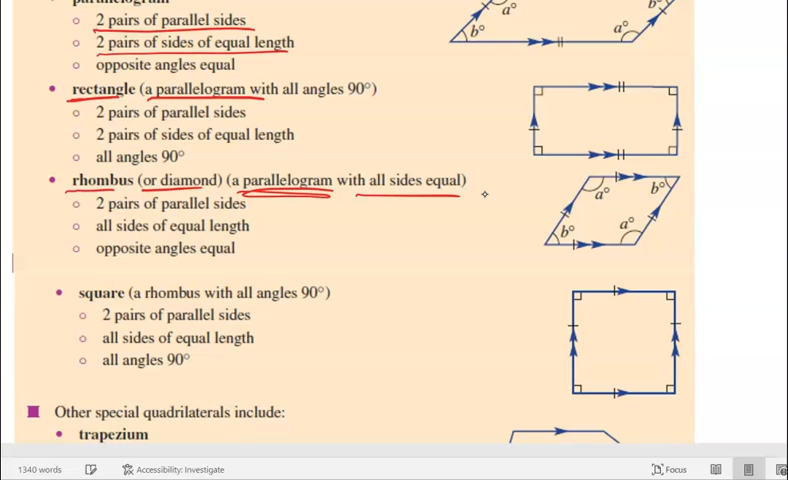 a°
b°
2 pairs of parallel sides
b°
a°
2 pairs of sides of equal length
opposite angles equal
rectangle (a parallelogram with all angles 90°)
2 pairs of parallel sides
2 pairs of sides of equal length
all angles 90°
rhombus (or diamond) (a parallelogram with all sides equal)
a°
b°
2 pairs of parallel sides
all sides of equal length
b°
a°
opposite angles equal
square (a rhombus with all angles 90°)
2 pairs of parallel sides
all sides of equal length
all angles 90°
Other special quadrilaterals include:
trapezium
1340 words
Accessibility: Investigate
Focus